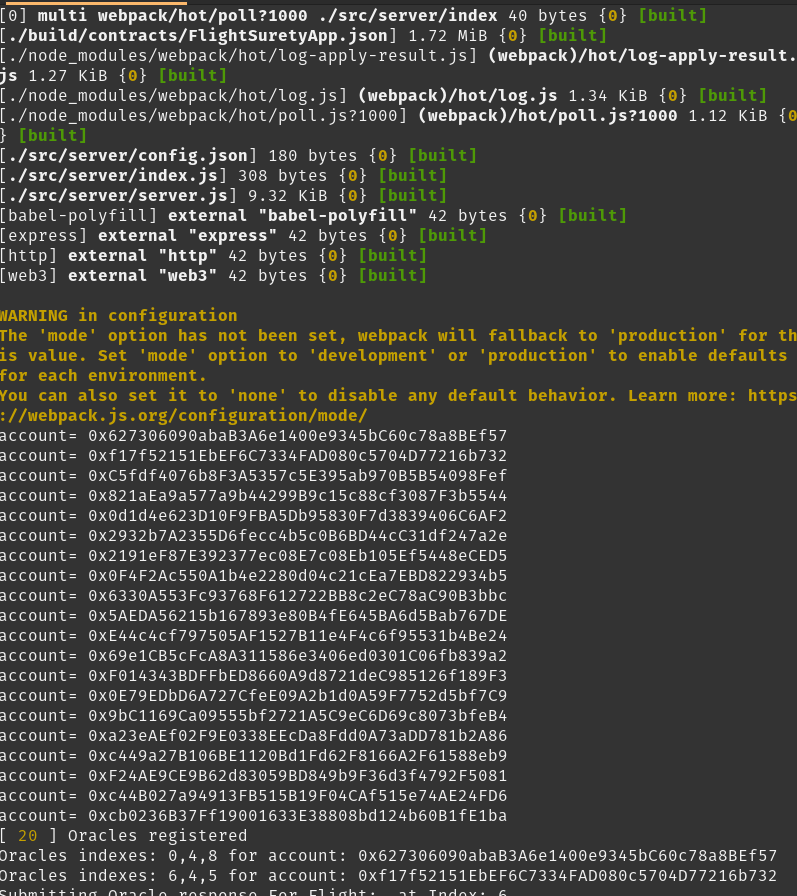 [0] multi webpack/hot/poll?1000 ./src/server/index 40 bytes {0} [built]
[./build/contracts/FlightSuretyApp.json] 1.72 MiB {0} [built]
[./node_modules/webpack/hot/log-apply-result.js] (webpack)/hot/log-apply-result.
js 1.27 KiB {0} [built]
[./node_modules/webpack/hot/log.js] (webpack)/hot/log.js 1.34 KiB {0} [built]
[./node_modules/webpack/hot/poll.js?1000] (webpack)/hot/poll.js?1000 1.12 KiB {0
} [built]
[./src/server/config.json] 180 bytes {0} [built]
[./src/server/index.js] 308 bytes {0} [built]
[./src/server/server.js] 9.32 KiB {0} [built]
[babel-polyfill] external "babel-polyfill" 42 bytes {0} [built]
[express] external "express" 42 bytes {0} [built]
[http] external "http" 42 bytes {0} [built]
[web3] external "web3" 42 bytes {0} [built]
WARNING in configuration
The 'mode' option has not been set, webpack will fallback to 'production' for th
is value. Set 'mode' option to 'development' or 'production' to enable defaults
for each environment.
You can also set it to 'none' to disable any default behavior. Learn more: https
://webpack.js.org/configuration/mode/
account= 0x627306090abaB3A6e1400e9345bC60c78a8BEf57
account= 0xf17f52151EbEF6C7334FAD080c5704D77216b732
account= 0xC5fdf4076b8F3A5357c5E395ab970B5B54098Fef
account= 0x821aEa9a577a9b44299B9c15c88cf3087F3b5544
account= 0x0d1d4e623D10F9FBA5Db95830F7d3839406C6AF2
account= 0x2932b7A2355D6fecc4b5c0B6BD44cC31df247a2e
account= 0x2191eF87E392377ec08E7c08Eb105Ef5448eCED5
account= 0x0F4F2Ac550A1b4e2280d04c21cEa7EBD822934b5
account= 0x6330A553Fc93768F612722BB8c2eC78aC90B3bbc
account= 0x5AEDA56215b167893e80B4fE645BA6d5Bab767DE
account= 0xE44c4cf797505AF1527B11e4F4c6f95531b4Be24
account= 0x69e1CB5cFcA8A311586e3406ed0301C06fb839a2
account= 0xF014343BDFFbED8660A9d8721deC985126f189F3
account= 0x0E79EDbD6A727CfeE09A2b1d0A59F7752d5bf7C9
account= 0x9bC1169Ca09555bf2721A5C9eC6D69c8073bfeB4
account= 0xa23eAEf02F9E0338EEcDa8Fdd0A73aDD781b2A86
account= 0xc449a27B106BE1120Bd1Fd62F8166A2F61588eb9
account= 0xF24AE9CE9B62d83059BD849b9F36d3f4792F5081
account= 0xc44B027a94913FB515B19F04CAf515e74AE24FD6
account= 0xcb0236B37Ff19001633E38808bd124b60B1fE1ba
[ 20 ] Oracles registered
Oracles indexes: 0,4,8 for account: 0x627306090abaB3A6e1400e9345bC60c78a8BEf57
Oracles indexes: 6,4,5 for account: 0xf17f52151EbEF6C7334FAD080c5704D77216b732
Submitting Oracle response For Flight: at Index: 6